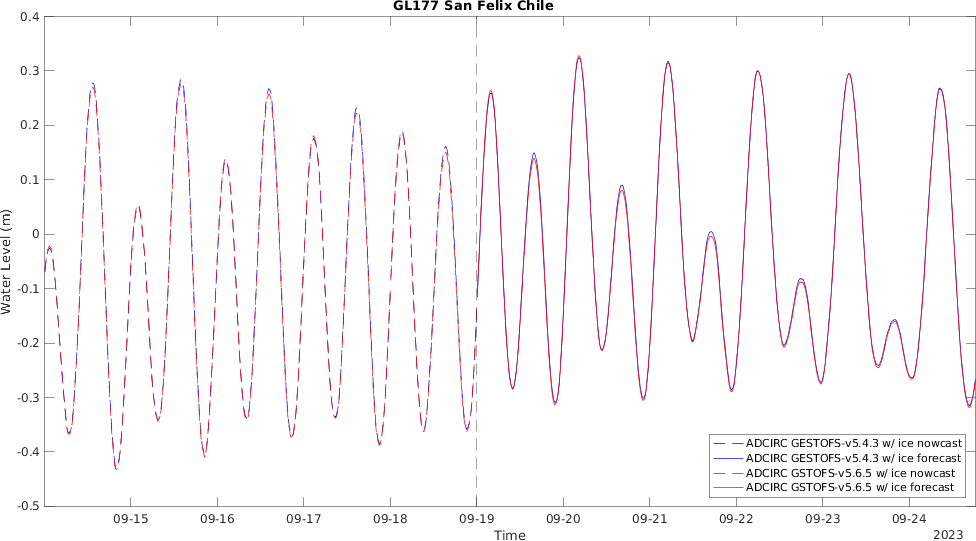 GL177 San Felix Chile
0.4
0.3
0.2
0.1
0
-0.1
-0.2
-0.3
-0.4
-0.5
Water Level (m)
ADCIRC GESTOFS-v5.4.3 w/ ice nowcast
ADCIRC GESTOFS-v5.4.3 w/ ice forecast
ADCIRC GSTOFS-v5.6.5 w/ ice nowcast
ADCIRC GSTOFS-v5.6.5 w/ ice forecast
09-15 09-16 09-17 09-18 09-19 09-20 09-21 09-22 09-23 09-24
Time
2023